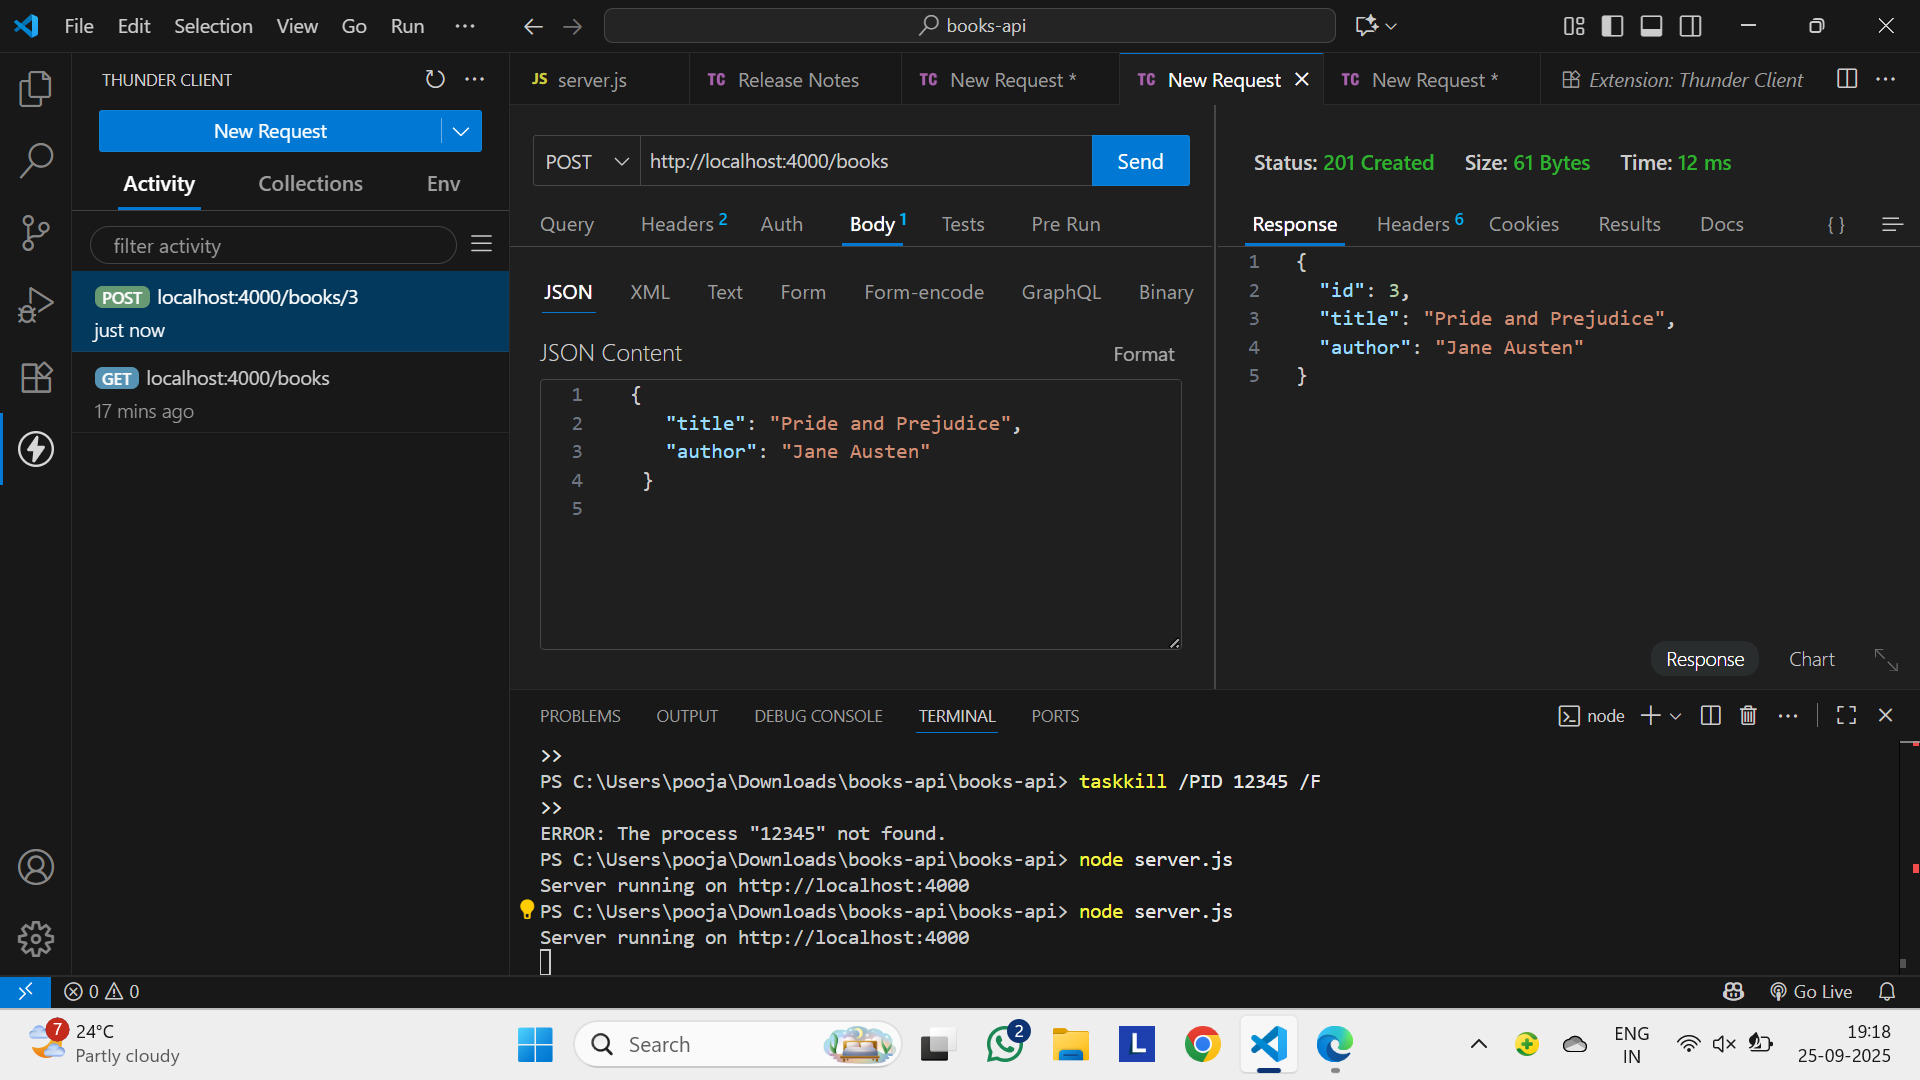 File Edit Selection View Go Run ...
books-api
THUNDER CLIENT
New Request
Activity Collections Env
filter activity
POST localhost:4000/books/3
just now
GET localhost:4000/books
17 mins ago
JS server.js
TC Release Notes
TC New Request *
TC New Request
TC New Request *
Extension: Thunder Client
POST http://localhost:4000/books Send
Query Headers 2 Auth Body 1 Tests Pre Run
JSON XML Text Form Form-encode GraphQL Binary
JSON Content Format
1 {
2 "title": "Pride and Prejudice",
3 "author": "Jane Austen"
4 }
5
Status: 201 Created Size: 61 Bytes Time: 12 ms
Response Headers 6 Cookies Results Docs { }
1 {
2 "id": 3,
3 "title": "Pride and Prejudice",
4 "author": "Jane Austen"
5 }
Response Chart
PROBLEMS OUTPUT DEBUG CONSOLE TERMINAL PORTS
node
>>
PS C:\Users\pooja\Downloads\books-api\books-api> taskkill /PID 12345 /F
>>
ERROR: The process "12345" not found.
PS C:\Users\pooja\Downloads\books-api\books-api> node server.js
Server running on http://localhost:4000
PS C:\Users\pooja\Downloads\books-api\books-api> node server.js
Server running on http://localhost:4000
0 0
Go Live
7
24°C
Partly cloudy
Search
2
L
ENG
IN
19:18
25-09-2025